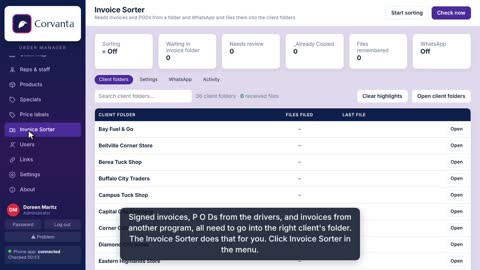 Corvanta
ORDER MANAGER
Reps & staff
Products
Specials
Price labels
Invoice Sorter
Users
Links
Settings
About
DM
Doreen Maritz
Administrator
Password
Log out
Problem
Phone app: connected
Invoice Sorter
Reads invoices and PODs from a folder and WhatsApp and files them into the client folders
Start sorting
Check now
Sorting
Off
Waiting in invoice folder
0
Needs review
0
Already Copied
0
Files remembered
0
WhatsApp
Off
Client folders
Settings
WhatsApp
Activity
Search client folders...
client folders
0 received files
Clear highlights
Open client folders
CLIENT FOLDER
FILES FILED
LAST FILE
Bay Fuel & Go
–
Open
Bellville Corner Store
–
Open
Berea Tuck Shop
–
Open
Buffalo City Traders
–
Open
Campus Tuck Shop
–
Open
Capital
Open
Corner
Open
Open
Eastern Highlands Store
Open
Signed invoices, P O Ds from the drivers, and invoices from
another program, all need to go into the right client's folder.
The Invoice Sorter does that for you. Click Invoice Sorter in
the menu.